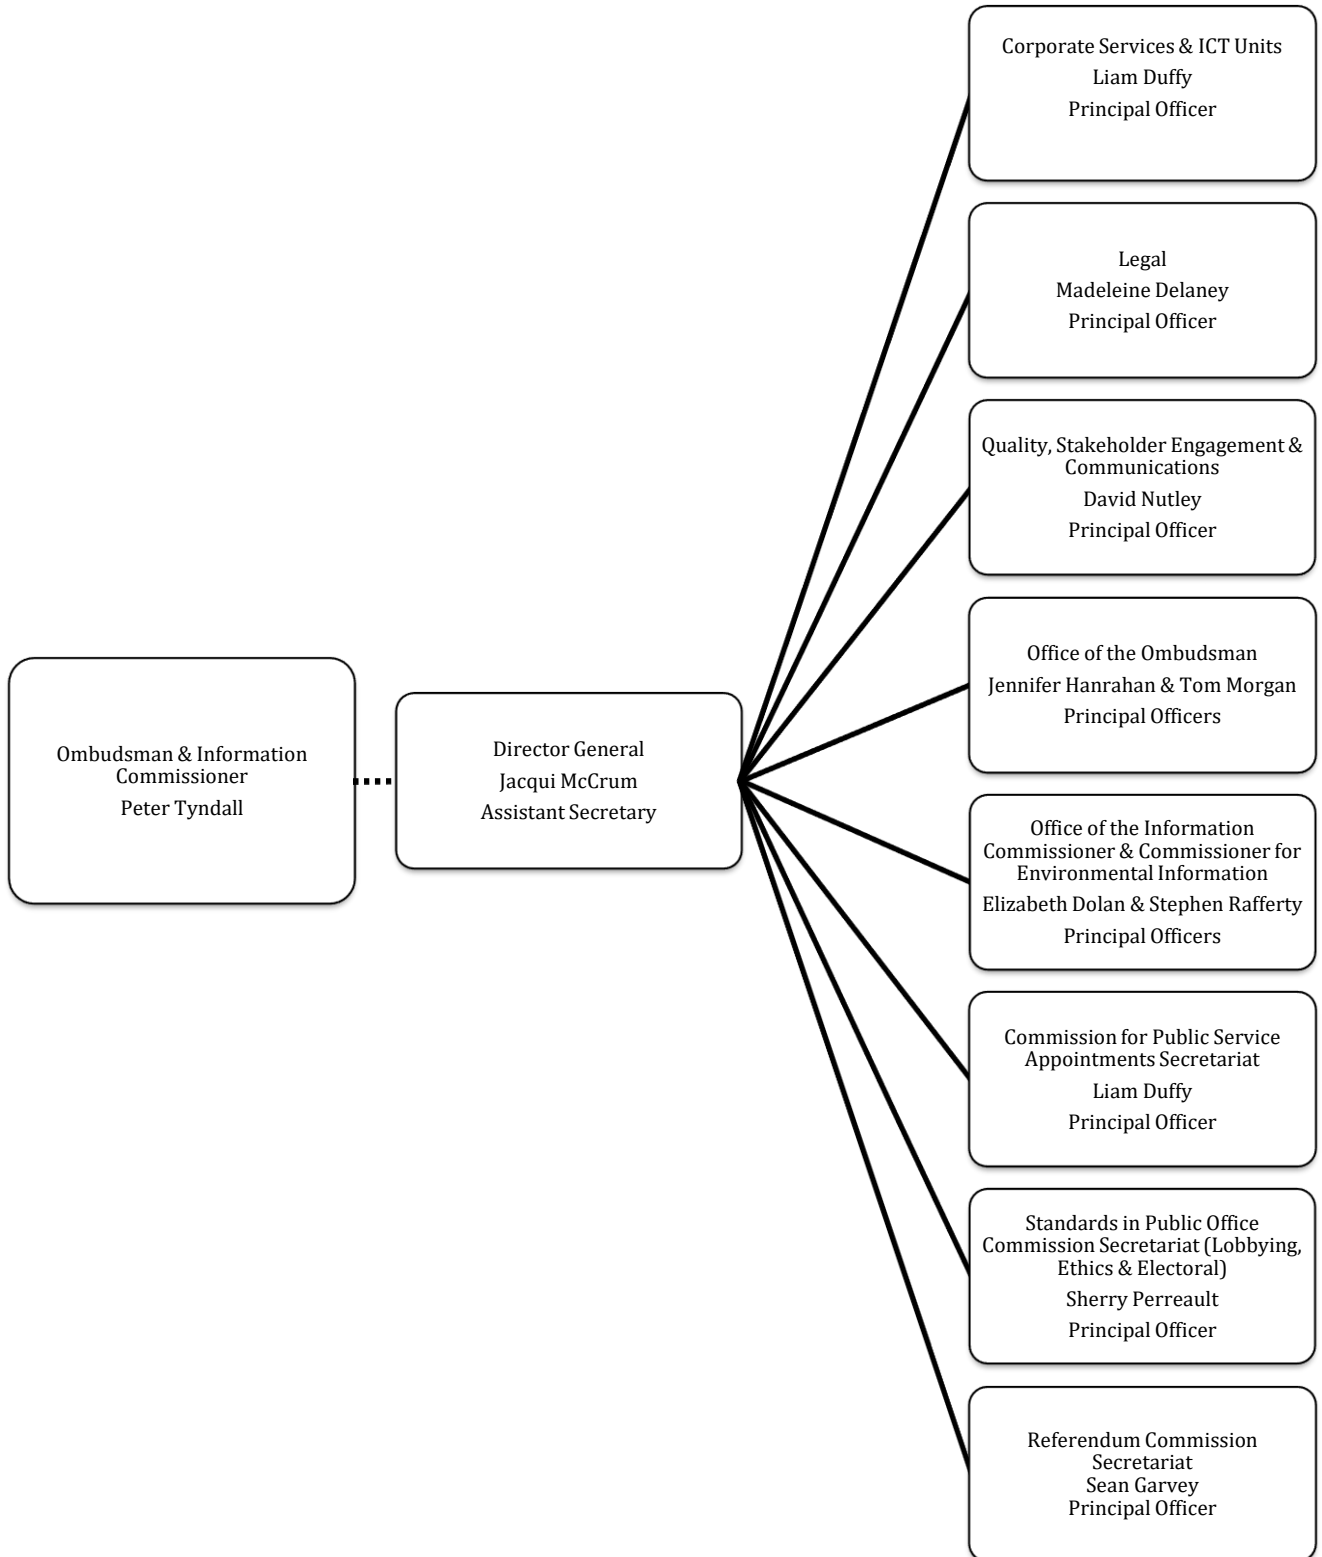 Corporate Services & ICT Units
Liam Duffy
Principal Officer
Legal
Madeleine Delaney
Principal Officer
Quality, Stakeholder Engagement &
Communications
David Nutley
Principal Officer
Office of the Ombudsman
Jennifer Hanrahan & Tom Morgan
Principal Officers
Ombudsman & Information
Commissioner
Peter Tyndall
Director General
Jacqui McCrum
Assistant Secretary
Office of the Information
Commissioner & Commissioner for
Environmental Information
Elizabeth Dolan & Stephen Rafferty
Principal Officers
Commission for Public Service
Appointments Secretariat
Liam Duffy
Principal Officer
Standards in Public Office
Commission Secretariat (Lobbying,
Ethics & Electoral)
Sherry Perreault
Principal Officer
Referendum Commission
Secretariat
Sean Garvey
Principal Officer